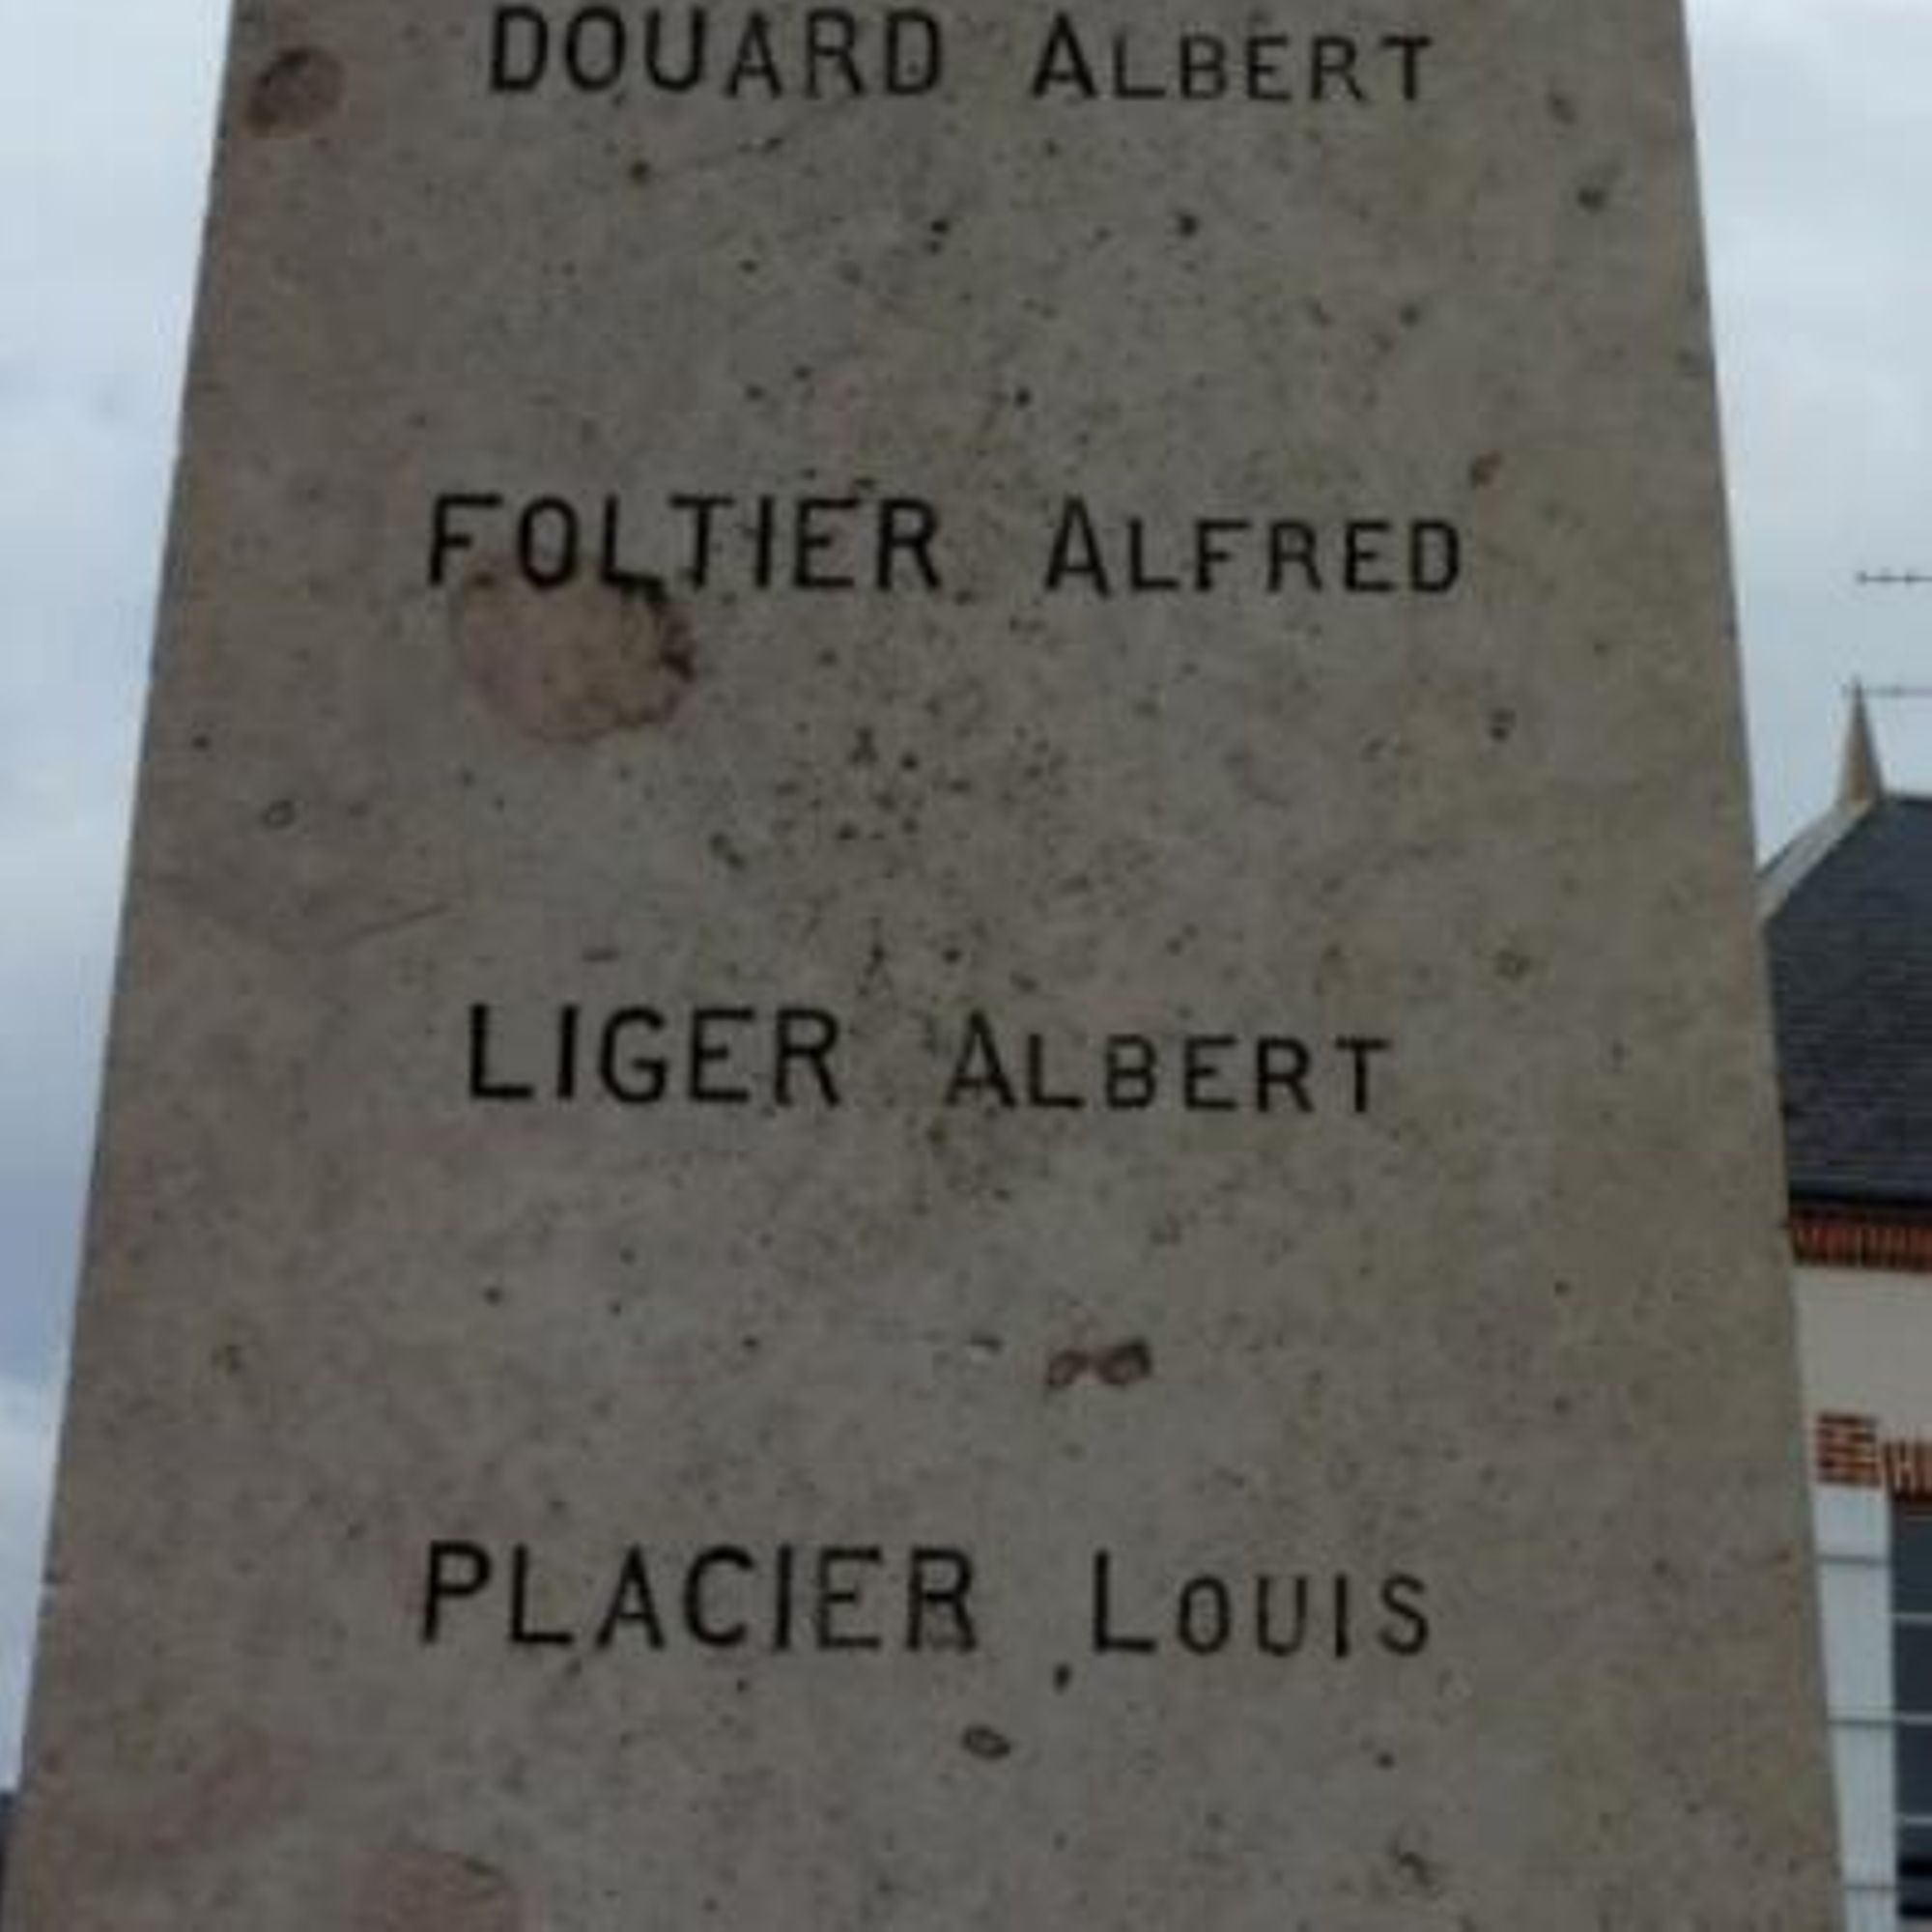 DOUARD ALBERT
FOLTIER ALFRED
LIGER ALBERT
PLACIER LOUIS